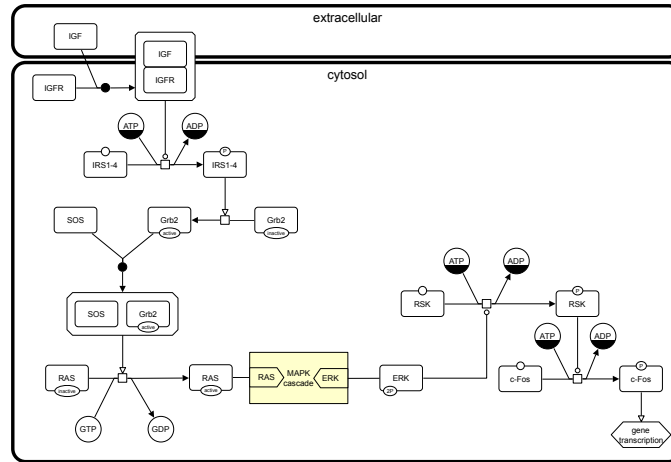 extracellular
IGF
IGF
IGFR
IGFR
cytosol
ATP
ADP
IRS1-4
P
IRS1-4
SOS
Grb2
active
Grb2
inactive
SOS
Grb2
active
ATP
ADP
RSK
P
RSK
ATP
ADP
RAS
inactive
RAS
active
RAS
MAPK
cascade
ERK
ERK
2P
c-Fos
P
c-Fos
GTP
GDP
gene
transcription